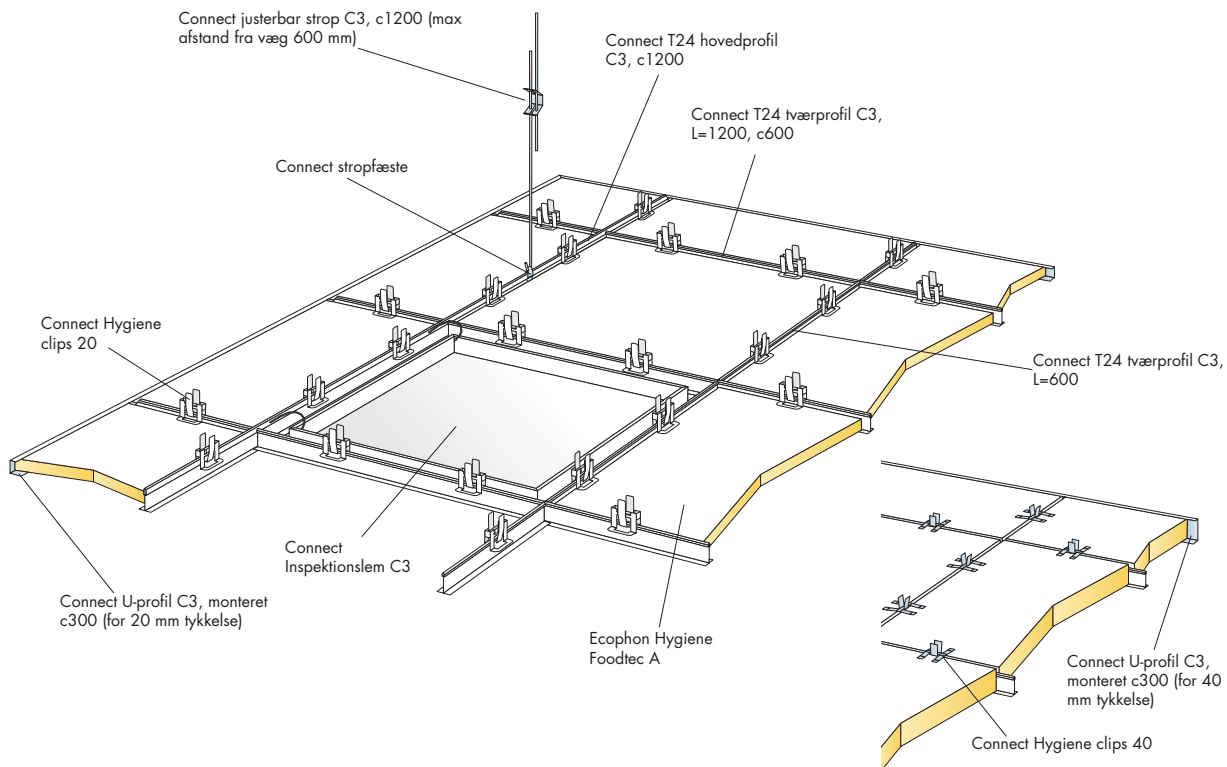 Connect justerbar strop C3, c1200 (max
afstand fra væg 600 mm)
Connect T24 hovedprofil
C3, c1200
Connect T24 tværprofil C3,
L=1200, c600
Connect stropfæste
Connect Hygiene
clips 20
Connect T24 tværprofil C3,
L=600
Connect
Inspektionslem C3
Connect U-profil C3, monteret
c300 (for 20 mm tykkelse)
Ecophon Hygiene
Foodtec A
Connect U-profil C3,
monteret c300 (for 40
mm tykkelse)
Connect Hygiene clips 40